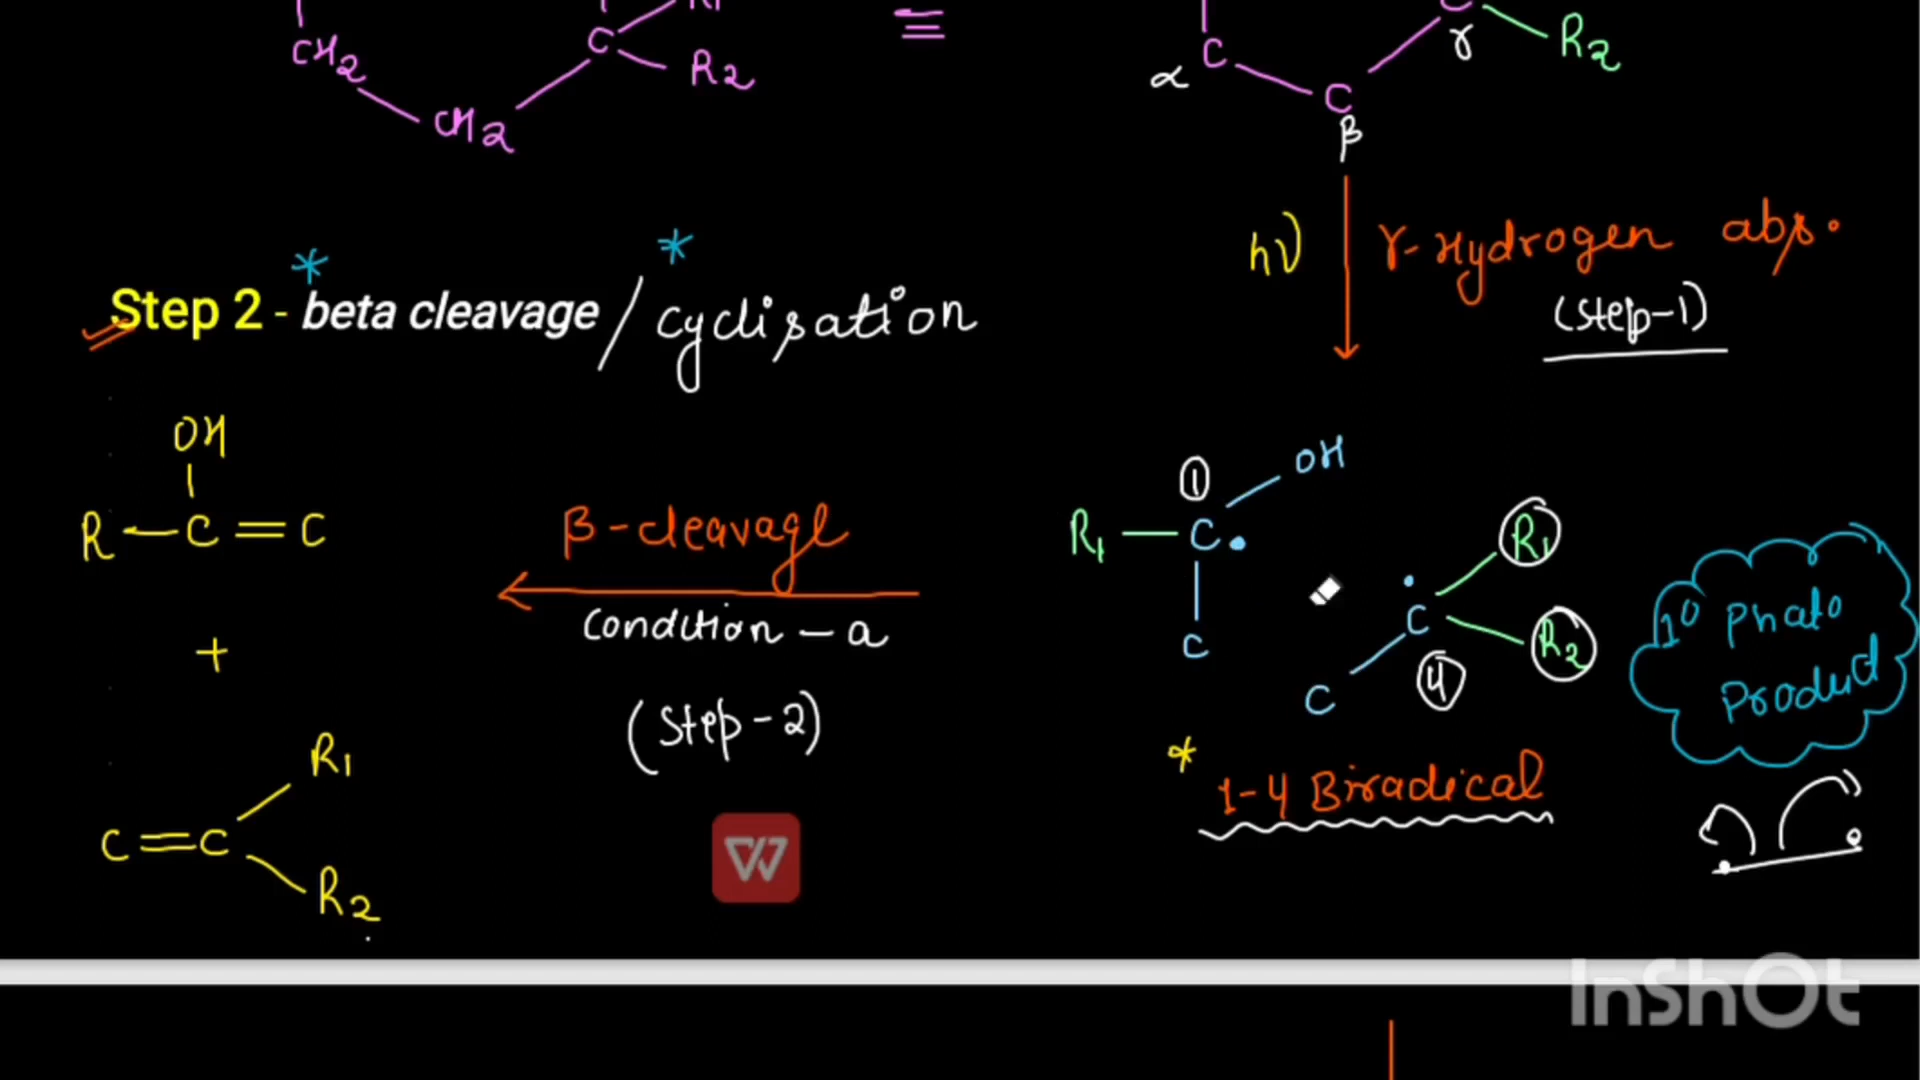 CH2
CH2
C
R1
R2
≡
C
α
C
β
C
γ
R2
hν
γ-Hydrogen abs.
(Step-1)
Step 2 - beta cleavage / cyclisation
* *
OH
R — C = C
+
C = C
R1
R2
β-cleavage
Condition - a
(Step-2)
1
R1 — C•
OH
C
C
C
4
R1
R2
* 1-4 Biradical
1° Photo
Product
W
InShOt